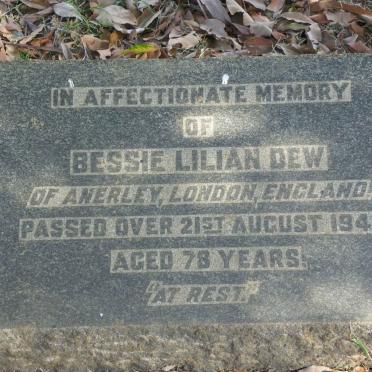 IN AFFECTIONATE MEMORY
OF
BESSIE LILIAN DEW
OF ANERLEY, LONDON, ENGLAND
PASSED OVER 21ST AUGUST
AGED 78 YEARS.
"AT REST."